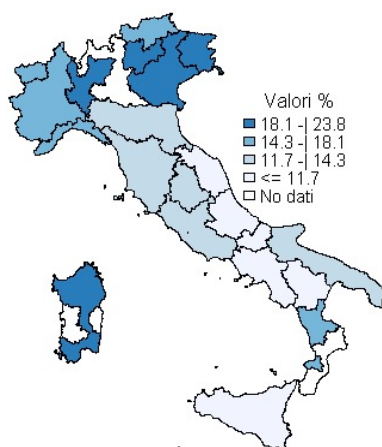 Valori %
18.1 -| 23.8
14.3 -| 18.1
11.7 -| 14.3
<= 11.7
No dati